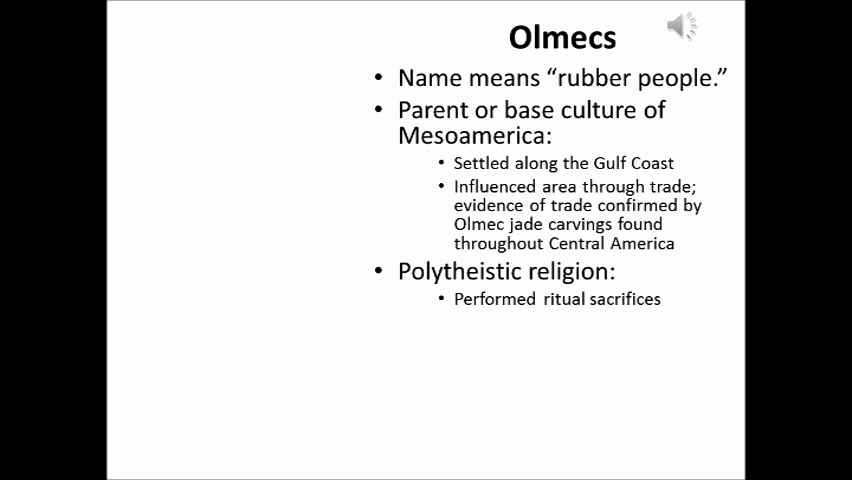 Olmecs
• Name means “rubber people.”
• Parent or base culture of
Mesoamerica:
• Settled along the Gulf Coast
• Influenced area through trade;
evidence of trade confirmed by
Olmec jade carvings found
throughout Central America
• Polytheistic religion:
• Performed ritual sacrifices